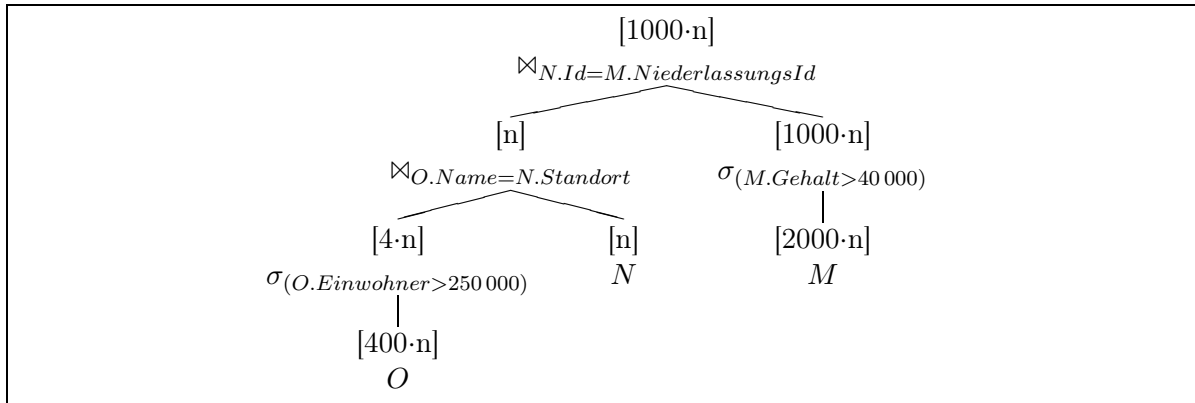 [1000·n]
⋈N.Id=M.NiederlassungsId
[n] [1000·n]
⋈O.Name=N.Standort σ(M.Gehalt>40 000)
[4·n] [n] [2000·n]
σ(O.Einwohner>250 000) N M
[400·n]
O